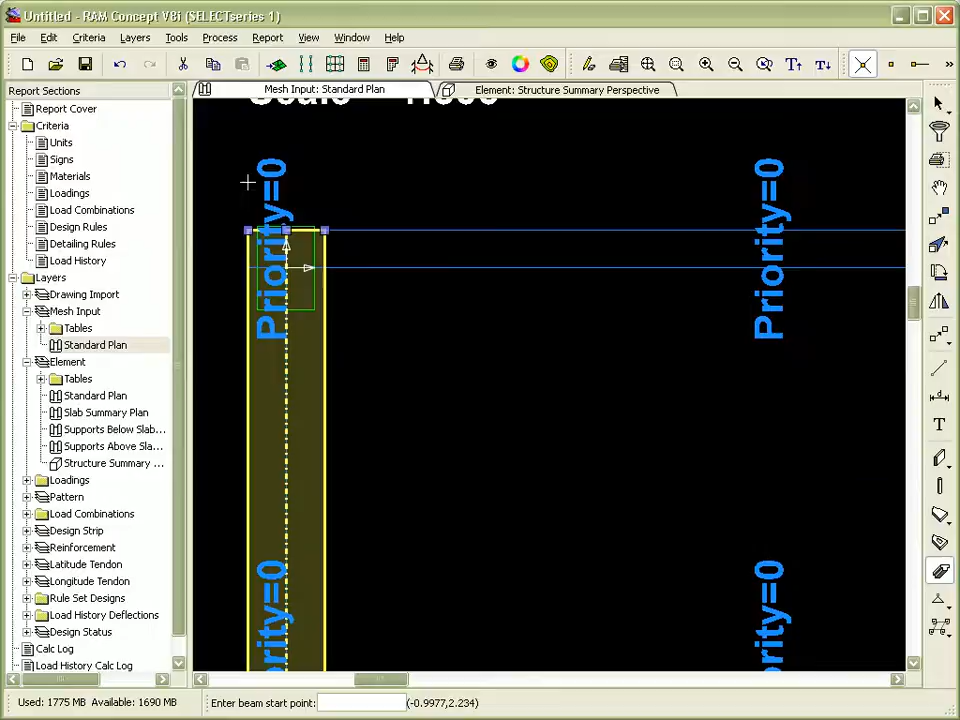 Untitled - RAM Concept V8i (SELECTseries 1)
File Edit Criteria Layers Tools Process Report View Window Help
Report Sections
Mesh Input: Standard Plan
Element: Structure Summary Perspective
Report Cover
Criteria
Units
Signs
Materials
Loadings
Load Combinations
Design Rules
Detailing Rules
Load History
Layers
Drawing Import
Mesh Input
Tables
Standard Plan
Element
Tables
Standard Plan
Slab Summary Plan
Supports Below Slab...
Supports Above Sla...
Structure Summary ...
Loadings
Pattern
Load Combinations
Design Strip
Reinforcement
Latitude Tendon
Longitude Tendon
Rule Set Designs
Load History Deflections
Design Status
Calc Log
Load History Calc Log
Priority=0
Priority=0
Priority=0
Priority=0
T
Used: 1775 MB Available: 1690 MB
Enter beam start point:
(-0.9977,2.234)